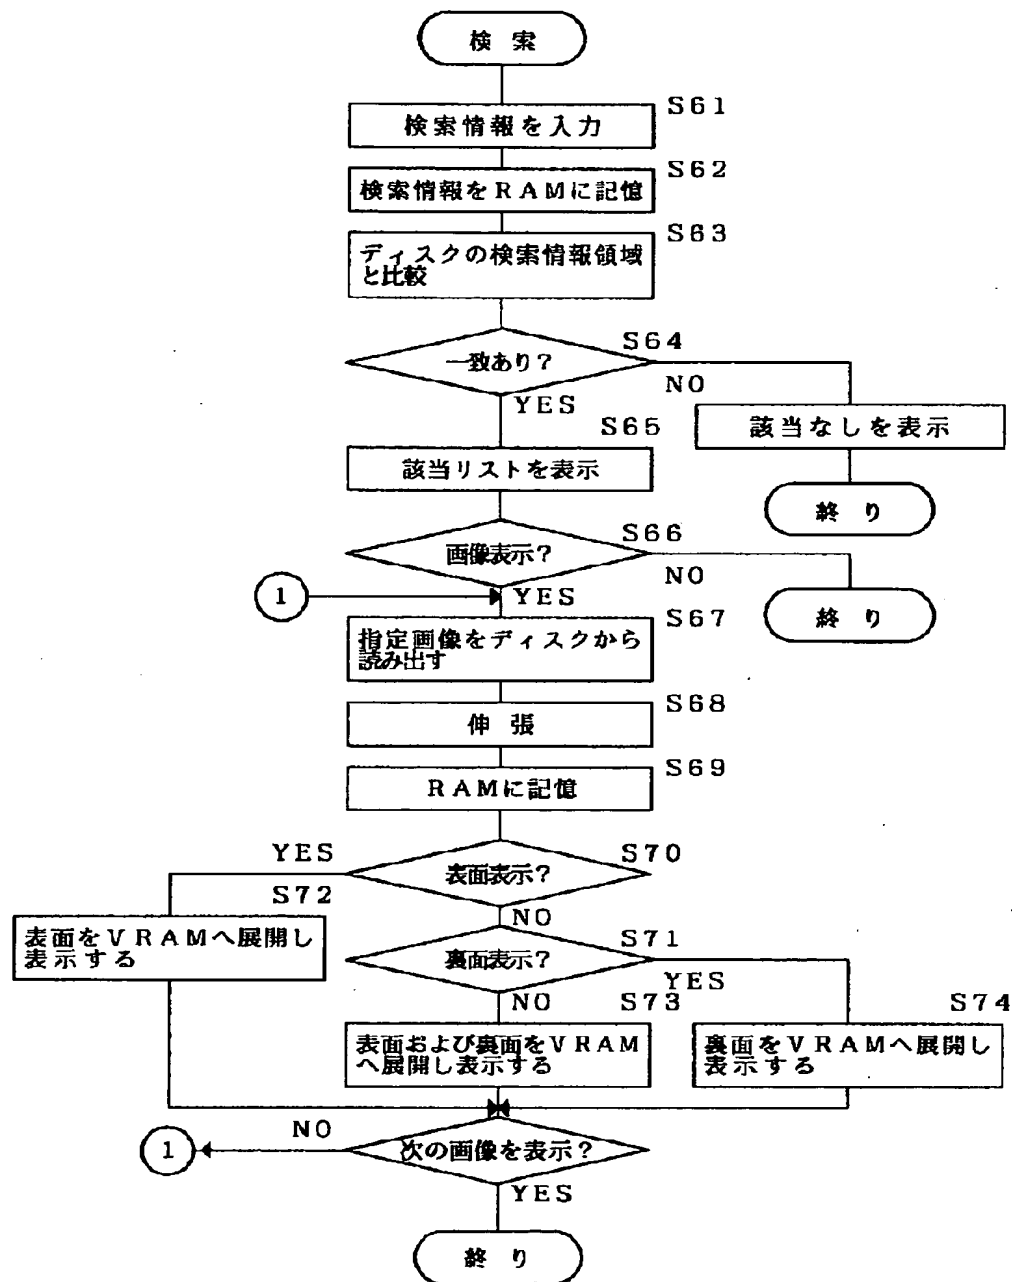 検索
S61
検索情報を入力
S62
検索情報をRAMに記憶
S63
ディスクの検索情報領域
と比較
S64
一致あり?
NO
YES
S65
該当なしを表示
該当リストを表示
終り
S66
画像表示?
NO
1
YES
終り
S67
指定画像をディスクから
読み出す
S68
伸張
S69
RAMに記憶
YES
S70
表面表示?
S72
NO
表面をVRAMへ展開し
表示する
S71
裏面表示?
YES
NO
S73
S74
表面および裏面をVRAM
へ展開し表示する
裏面をVRAMへ展開し
表示する
NO
1
次の画像を表示?
YES
終り